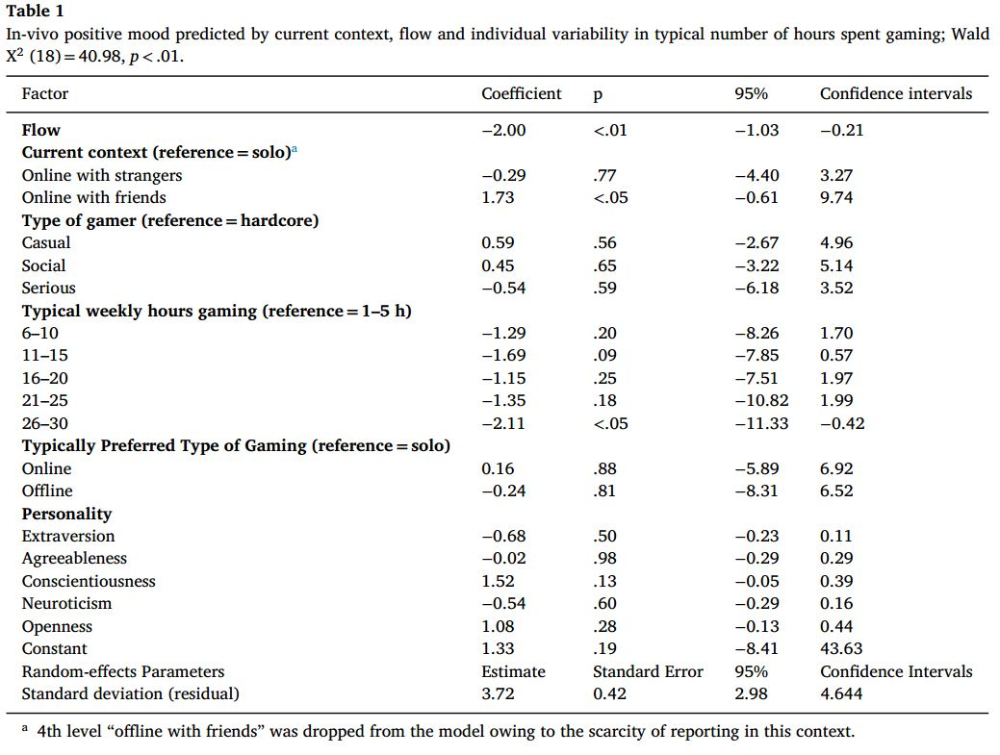 Table 1
In-vivo positive mood predicted by current context, flow and individual variability in typical number of hours spent gaming; Wald
X² (18) = 40.98, p < .01.
Factor Coefficient p 95% Confidence intervals
Flow −2.00 <.01 −1.03 −0.21
Current context (reference = solo)ᵃ
Online with strangers −0.29 .77 −4.40 3.27
Online with friends 1.73 <.05 −0.61 9.74
Type of gamer (reference = hardcore)
Casual 0.59 .56 −2.67 4.96
Social 0.45 .65 −3.22 5.14
Serious −0.54 .59 −6.18 3.52
Typical weekly hours gaming (reference = 1–5 h)
6–10 −1.29 .20 −8.26 1.70
11–15 −1.69 .09 −7.85 0.57
16–20 −1.15 .25 −7.51 1.97
21–25 −1.35 .18 −10.82 1.99
26–30 −2.11 <.05 −11.33 −0.42
Typically Preferred Type of Gaming (reference = solo)
Online 0.16 .88 −5.89 6.92
Offline −0.24 .81 −8.31 6.52
Personality
Extraversion −0.68 .50 −0.23 0.11
Agreeableness −0.02 .98 −0.29 0.29
Conscientiousness 1.52 .13 −0.05 0.39
Neuroticism −0.54 .60 −0.29 0.16
Openness 1.08 .28 −0.13 0.44
Constant 1.33 .19 −8.41 43.63
Random-effects Parameters Estimate Standard Error 95% Confidence Intervals
Standard deviation (residual) 3.72 0.42 2.98 4.644
ᵃ 4th level “offline with friends” was dropped from the model owing to the scarcity of reporting in this context.